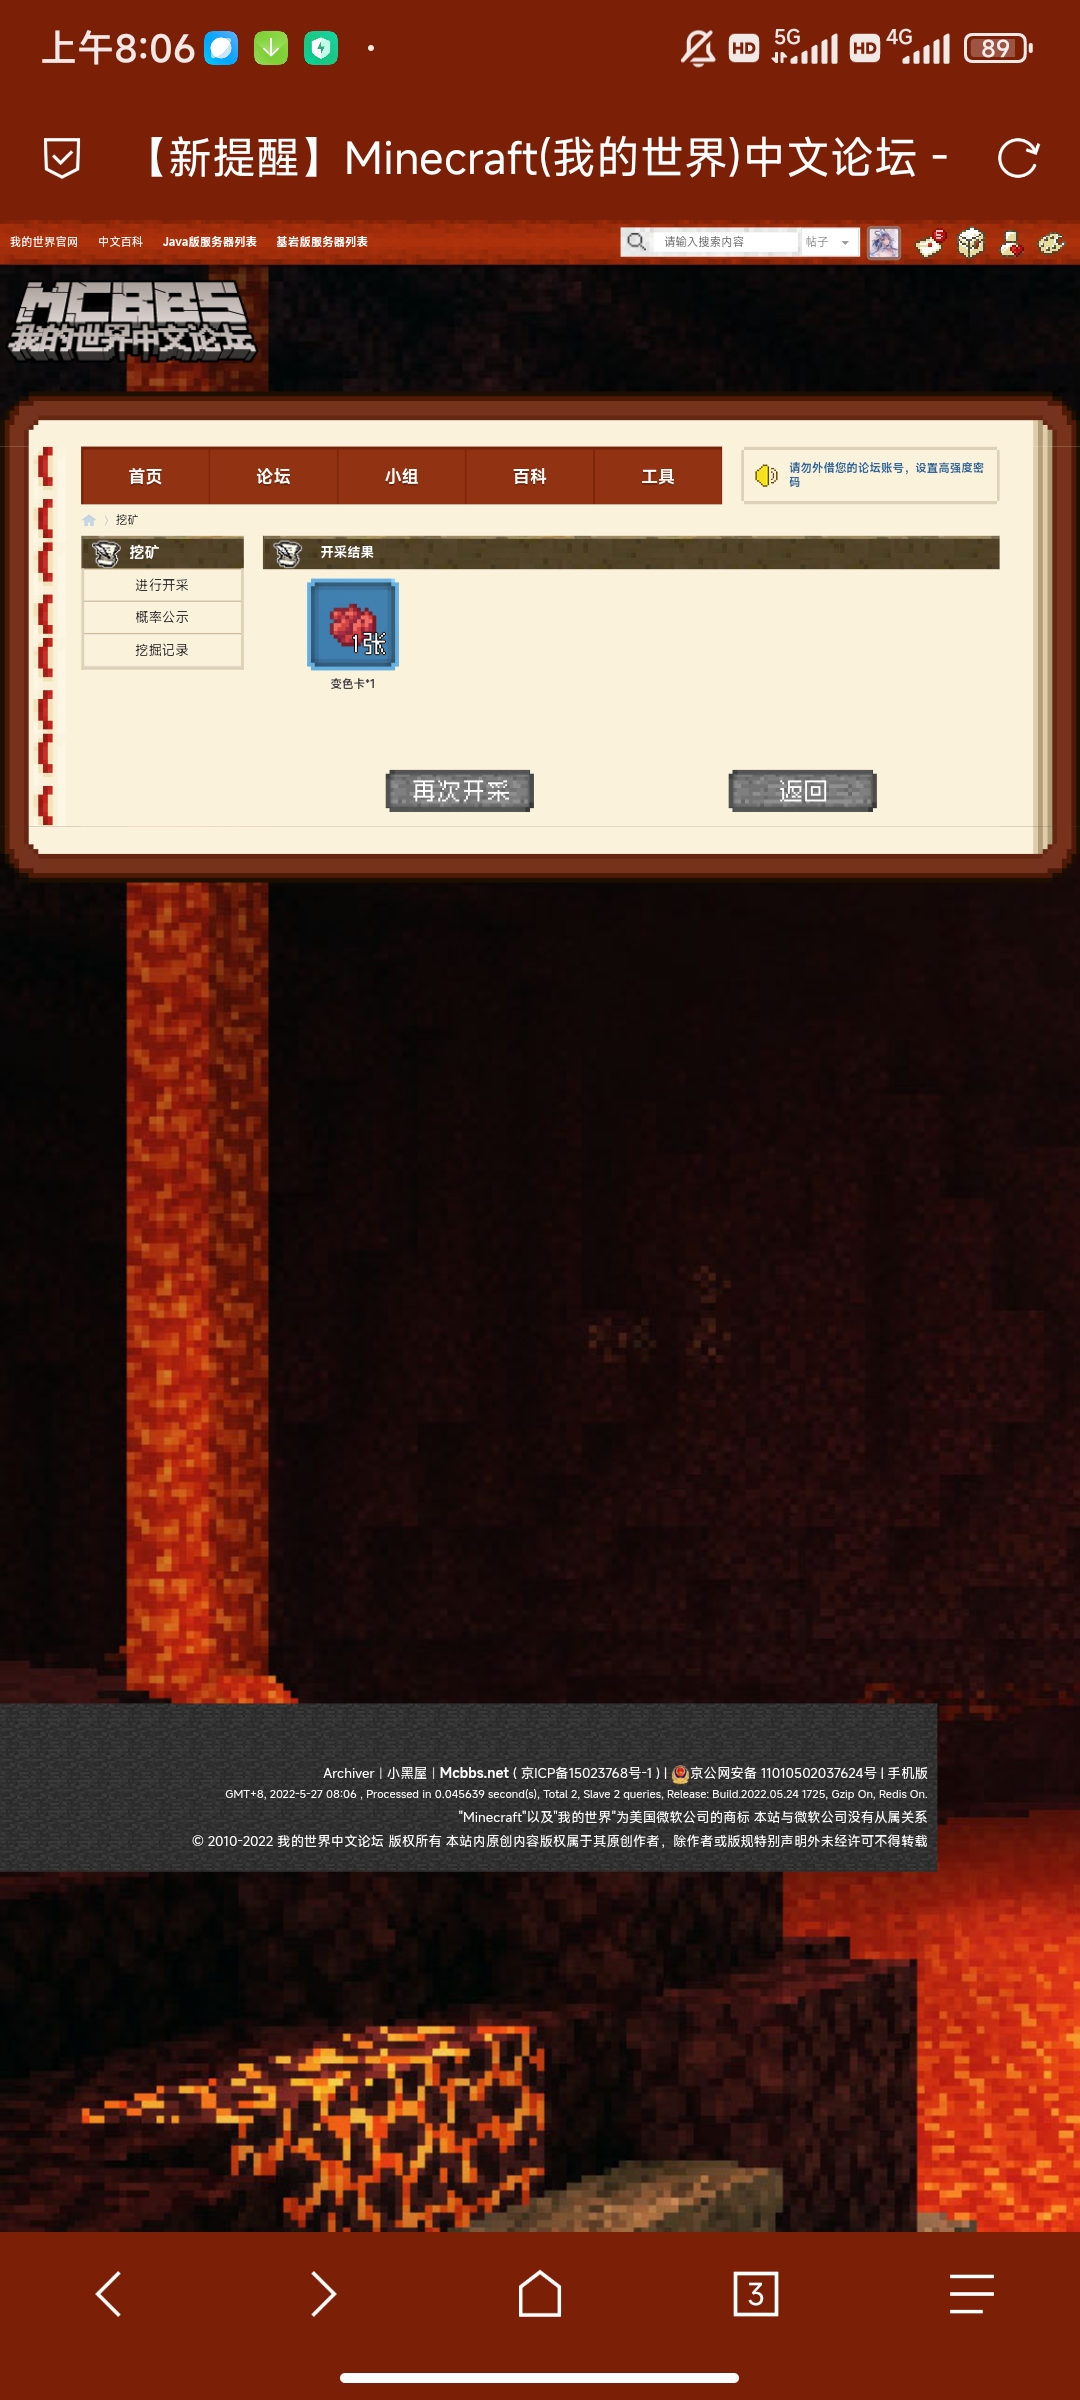 上午8:06
HD 5G HD 4G 89
【新提醒】Minecraft(我的世界)中文论坛 -
我的世界官网 中文百科 Java版服务器列表 基岩版服务器列表 请输入搜索内容 帖子 5
MCBBS
我的世界中文论坛
首页 论坛 小组 百科 工具
请勿外借您的论坛账号，设置高强度密
码
挖矿
挖矿
进行开采
概率公示
挖掘记录
开采结果
1张
变色卡*1
再次开采 返回
Archiver | 小黑屋 | Mcbbs.net ( 京ICP备15023768号-1 ) | 京公网安备 11010502037624号 | 手机版
GMT+8, 2022-5-27 08:06 , Processed in 0.045639 second(s), Total 2, Slave 2 queries, Release: Build.2022.05.24 1725, Gzip On, Redis On.
"Minecraft"以及"我的世界"为美国微软公司的商标 本站与微软公司没有从属关系
© 2010-2022 我的世界中文论坛 版权所有 本站内原创内容版权属于其原创作者，除作者或版规特别声明外未经许可不得转载
3